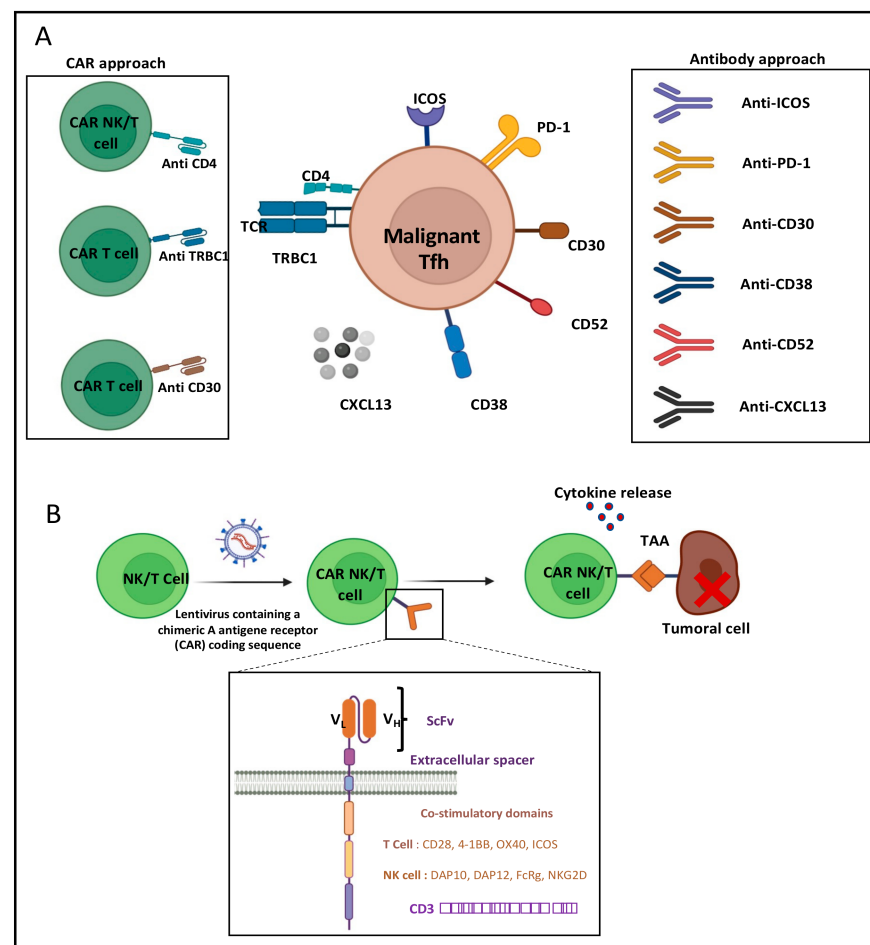 A
CAR approach
CAR NK/T
cell
Anti CD4
CAR T cell
Anti TRBC1
CAR T cell
Anti CD30
ICOS
PD-1
CD4
TCR
TRBC1
Malignant
Tfh
CD30
CD52
CXCL13
CD38
Antibody approach
Anti-ICOS
Anti-PD-1
Anti-CD30
Anti-CD38
Anti-CD52
Anti-CXCL13
B
NK/T Cell
Lentivirus containing a
chimeric A antigene receptor
(CAR) coding sequence
CAR NK/T
cell
Cytokine release
CAR NK/T
cell
TAA
Tumoral cell
VL
VH
ScFv
Extracellular spacer
Co-stimulatory domains
T Cell : CD28, 4-1BB, OX40, ICOS
NK cell : DAP10, DAP12, FcRg, NKG2D
CD3